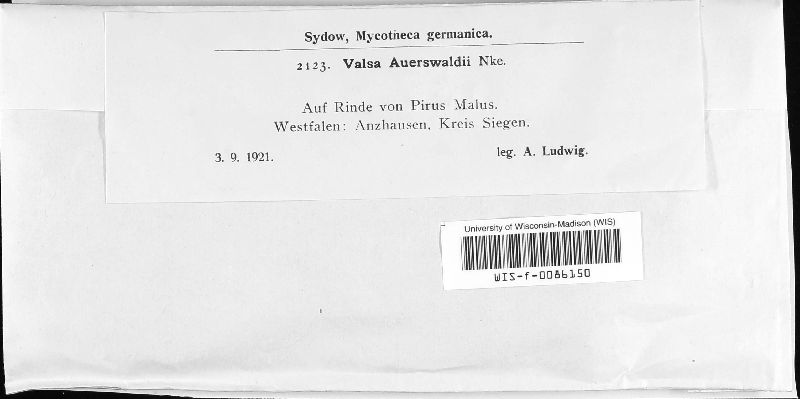 Sydow, Mycotheca germanica.
2123. Valsa Auerswaldii Nke.
Auf Rinde von Pirus Malus.
Westfalen: Anzhausen, Kreis Siegen.
3. 9. 1921. leg. A. Ludwig.
University of Wisconsin-Madison (WIS)
WIS-f-0086150